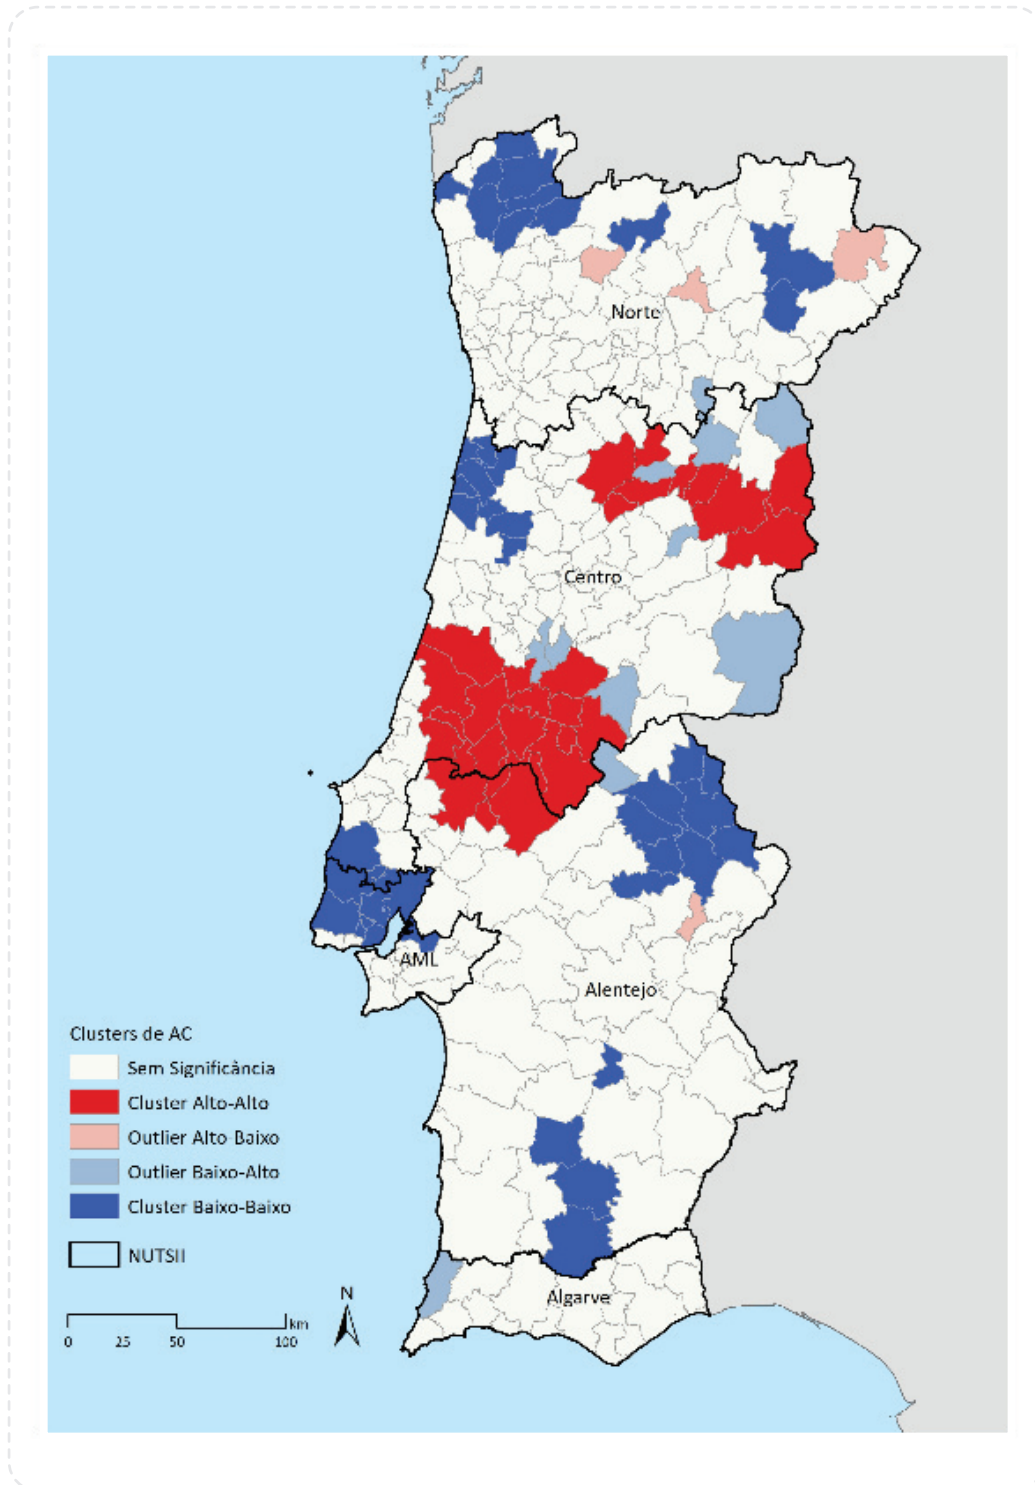 Norte
Centro
AML
Alentejo
Algarve
Clusters de AC
Sem Significância
Cluster Alto-Alto
Outlier Alto-Baixo
Outlier Baixo-Alto
Cluster Baixo-Baixo
NUTSII
N
km
0 25 50 100